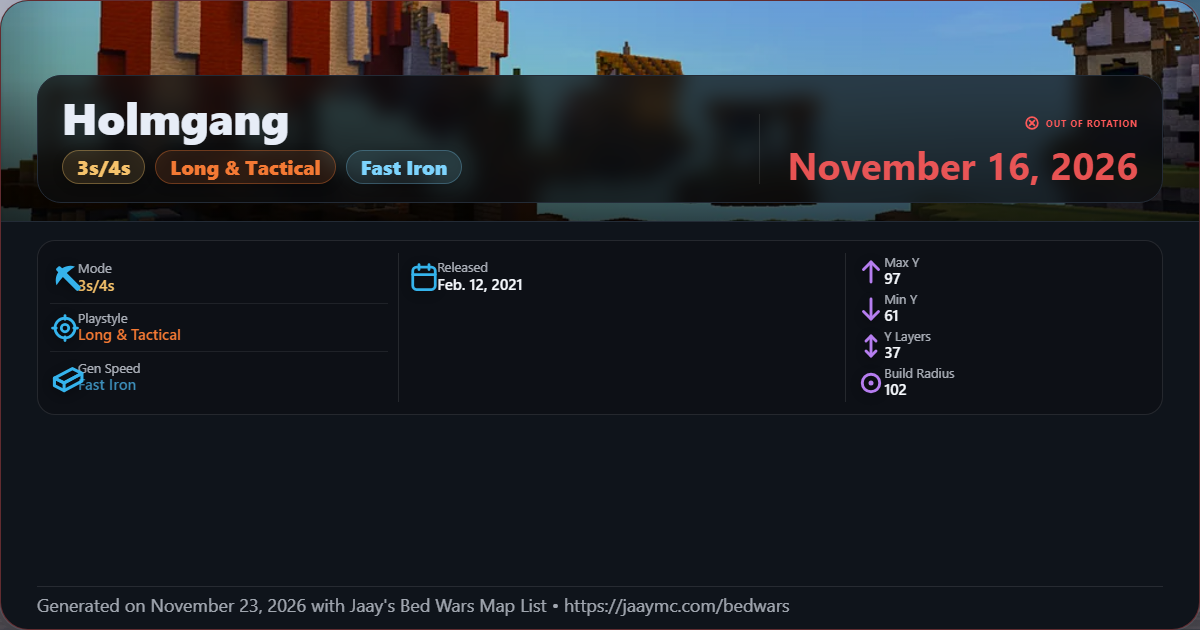 Holmgang
3s/4s
Long & Tactical
Fast Iron
OUT OF ROTATION
November 16, 2026
Mode
3s/4s
Playstyle
Long & Tactical
Gen Speed
Fast Iron
Released
Feb. 12, 2021
Max Y
97
Min Y
61
Y Layers
37
Build Radius
102
Generated on November 23, 2026 with Jaay's Bed Wars Map List • https://jaaymc.com/bedwars